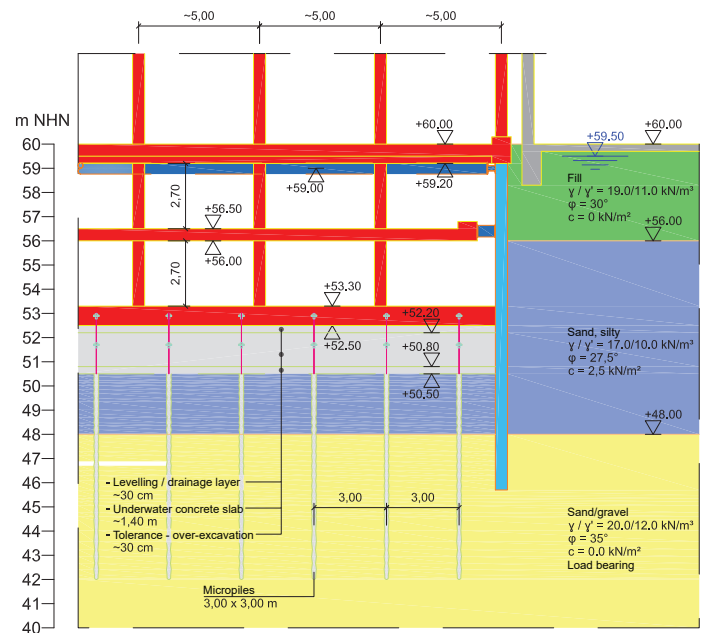 ~5,00
~5,00
~5,00
m NHN
60
59
58
57
56
55
54
53
52
51
50
49
48
47
46
45
44
43
42
41
40
+60.00
+59.50
+60.00
+59.00
+59.20
2,70
+56.50
+56.00
2,70
+53.30
+52.50
+52.20
+50.80
+50.50
Fill
γ / γ' = 19.0/11.0 kN/m³
φ = 30°
c = 0 kN/m²
+56.00
Sand, silty
γ / γ' = 17.0/10.0 kN/m³
φ = 27,5°
c = 2,5 kN/m²
+48.00
- Levelling / drainage layer
~30 cm
- Underwater concrete slab
~1,40 m
- Tolerance - over-excavation
~30 cm
3,00
3,00
Micropiles
3,00 x 3,00 m
Sand/gravel
γ / γ' = 20.0/12.0 kN/m³
φ = 35°
c = 0.0 kN/m²
Load bearing